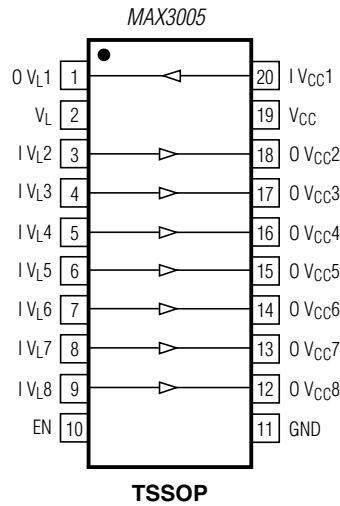 MAX3005
O VL1 1 20 I VCC1
VL 2 19 VCC
I VL2 3 18 O VCC2
I VL3 4 17 O VCC3
I VL4 5 16 O VCC4
I VL5 6 15 O VCC5
I VL6 7 14 O VCC6
I VL7 8 13 O VCC7
I VL8 9 12 O VCC8
EN 10 11 GND
TSSOP